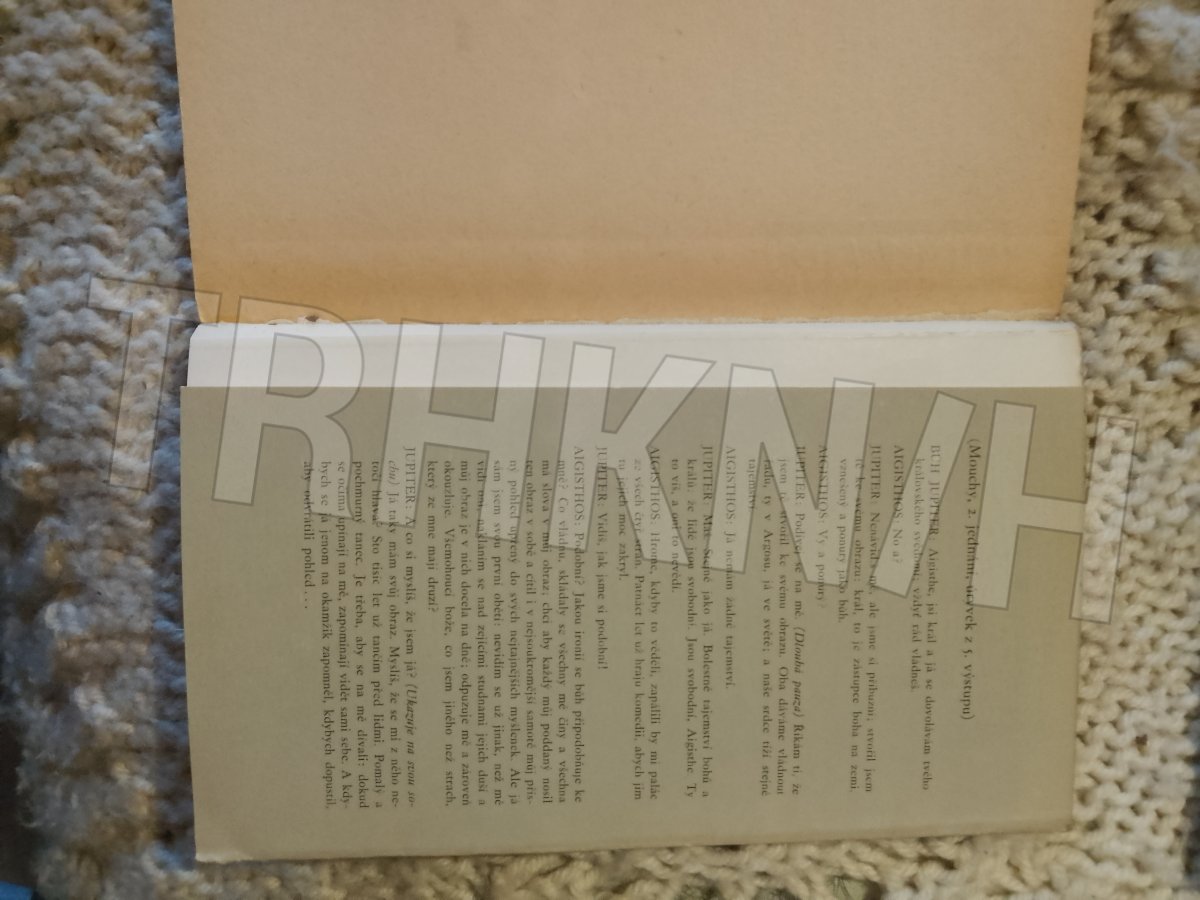 (Mouchy, 2. jednání, úryvek z 5. výstupu)
BŮH JUPITER: Aigisthe, jsi král a já se dovolávám tvého
královského svědomí; vždyť rád vládneš.
AIGISTHOS: No a?
JUPITER Nenávidíš mě, ale jsme si příbuzní; stvořil jsem
tě ke svému obrazu: král, to je zástupce boha na zemi
vznešený a ponurý jako bůh.
AIGISTHOS: Vy a ponurý?
JUPITER: Podívej se na mě. (Dlouhá pauza) Říkám ti, že
jsem tě stvořil ke svému obrazu. Oba dáváme vládnout
řádu, ty v Argosu, já ve světě; a naše srdce tíží stejné
tajemství.
AIGISTHOS: Já nemám žádné tajemství.
JUPITER: Máš. Stejné jako já. Bolestné tajemství bohů a
králů: že lidé jsou svobodní. Jsou svobodní, Aigisthe. Ty
to víš, a oni to nevědí.
AIGISTHOS: Hrome, kdyby to věděli, zapálili by mi palác
ze všech čtyř stran. Patnáct let už hraju komedii, abych jim
tu jejich moc zakryl.
JUPITER: Vidíš, jak jsme si podobní!
AIGISTHOS: Podobní? Jakou ironií se bůh připodobňuje ke
mně? Co vládnu, skládaly se všechny mé činy a všechna
má slova v můj obraz; chci aby každý můj poddaný nosil
ten obraz v sobě a cítil i v nejsoukromější samotě můj přís-
ný pohled upřený do svých nejtajnějších myšlenek. Ale já
sám jsem svou první obětí: nevidím se už jinak, než mě
vidí oni, nakláním se nad zejícími studnami jejich duší a
můj obraz je v nich docela na dně; odpuzuje mě a zároveň
okouzluje. Všemohoucí bože, co jsem jiného než strach,
který ze mne mají druzí?
JUPITER: A co si myslíš, že jsem já? (Ukazuje na svou so-
chu) Já taky mám svůj obraz. Myslíš, že se mi z něho ne-
točí hlava? Sto tisíc let už tančím před lidmi. Pomalý a
pochmurný tanec. Je třeba, aby se na mě dívali: dokud
se očima upínají na mě, zapomínají vidět sami sebe. A kdy-
bych se já jenom na okamžik zapomněl, kdybych dopustil,
aby odvrátili pohled...
TRHKNIH